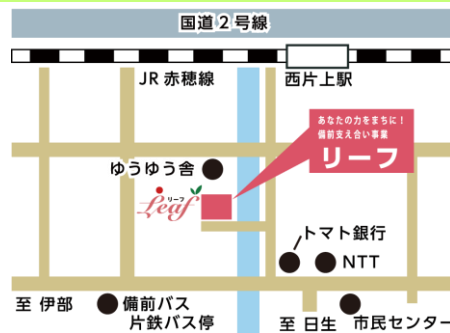 国道2号線
JR 赤穂線
西片上駅
あなたの力をまちに!
備前支え合い事業
リーフ
ゆうゆう舎
リーフ
Leaf
トマト銀行
NTT
至 伊部
備前バス
片鉄バス停
至 日生
市民センター